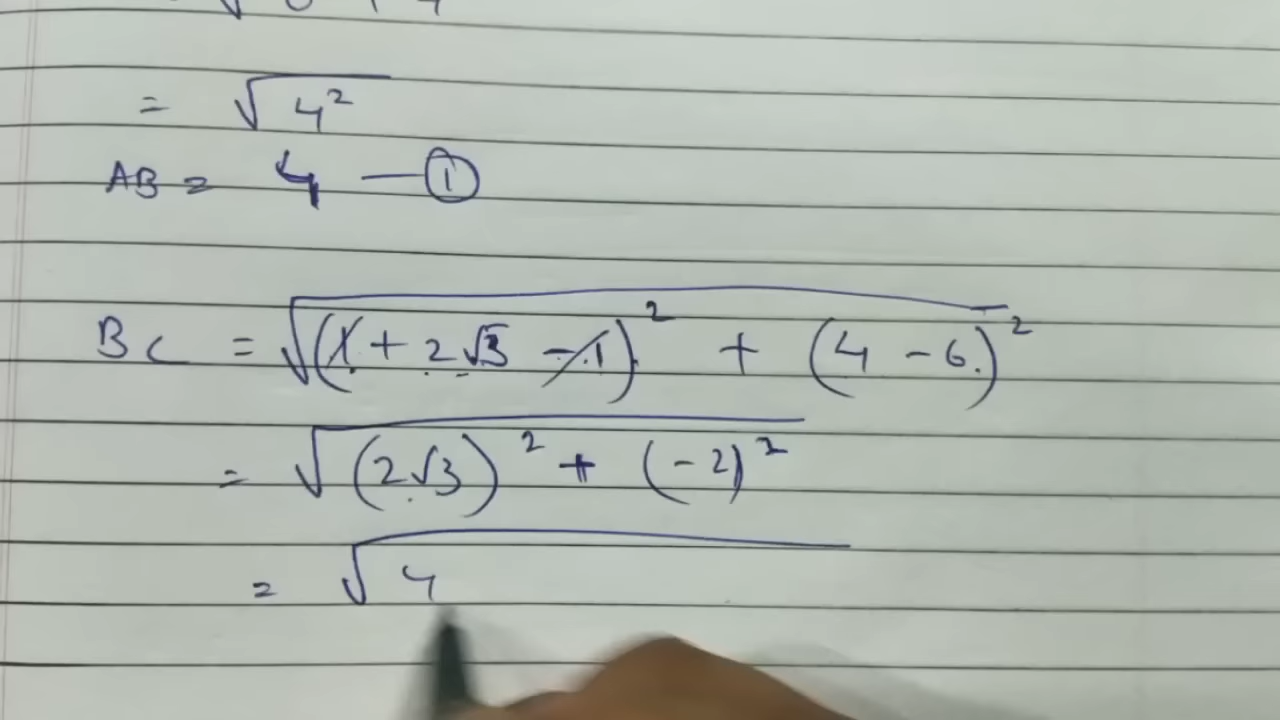 = √4²
AB = 4 — ①
BC = √(1 + 2√3 - 1)² + (4 - 6)²
= √(2√3)² + (-2)²
= √4